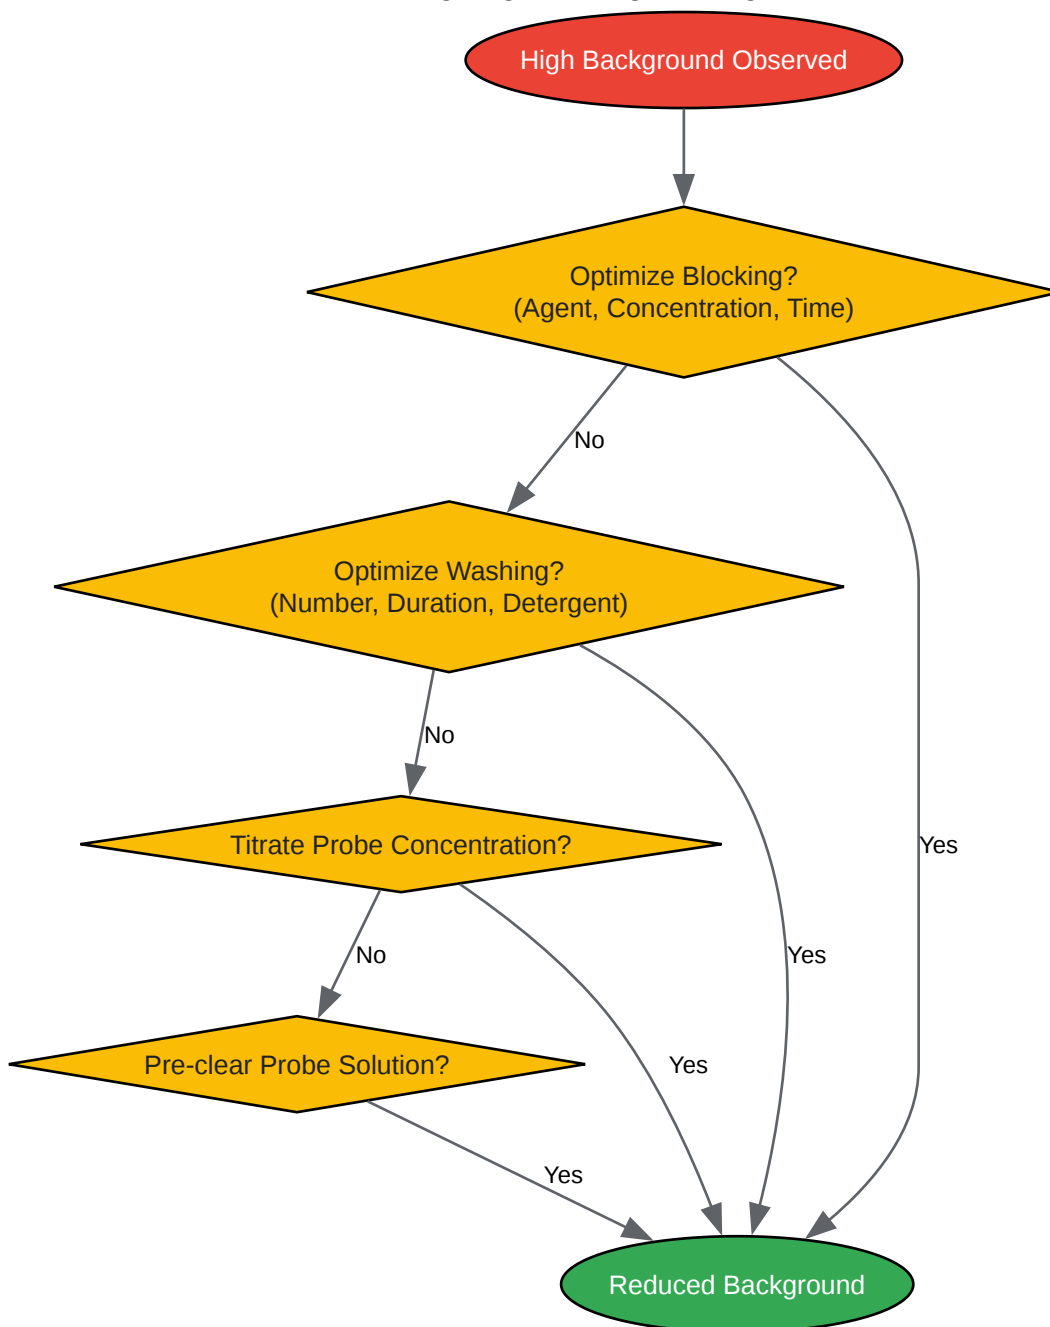 High Background Observed
Optimize Blocking?
(Agent, Concentration, Time)
No
Optimize Washing?
(Number, Duration, Detergent)
No
Titrate Probe Concentration?
Yes
No
Yes
Pre-clear Probe Solution?
Yes
Yes
Reduced Background